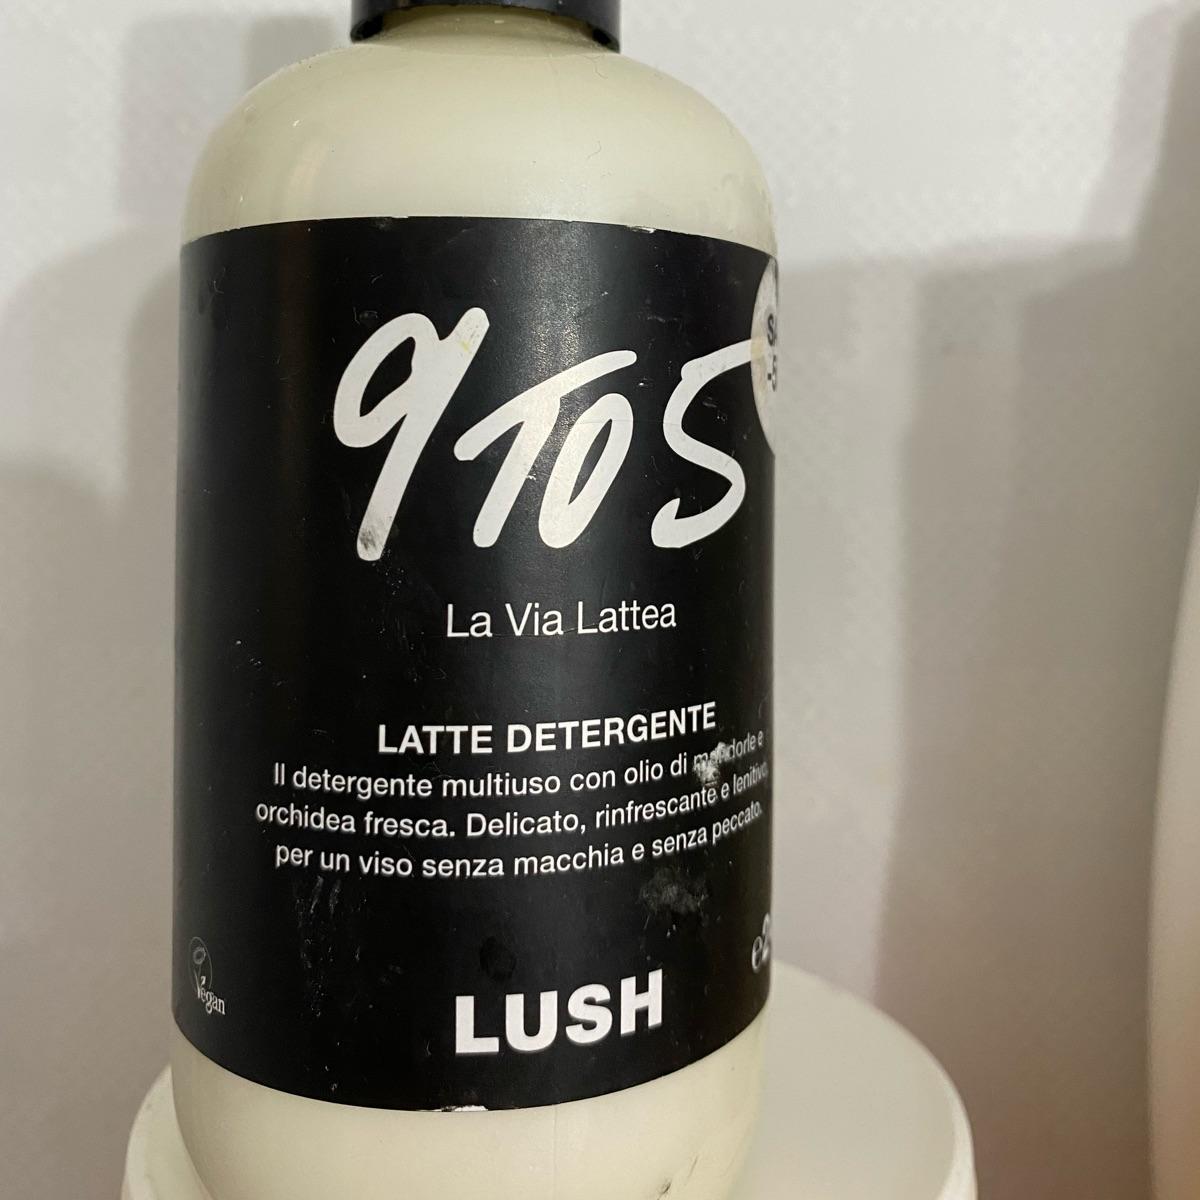 9 TO 5
La Via Lattea
LATTE DETERGENTE
Il detergente multiuso con olio di mandorle e
orchidea fresca. Delicato, rinfrescante e lenitivo,
per un viso senza macchia e senza peccato.
Vegan
LUSH